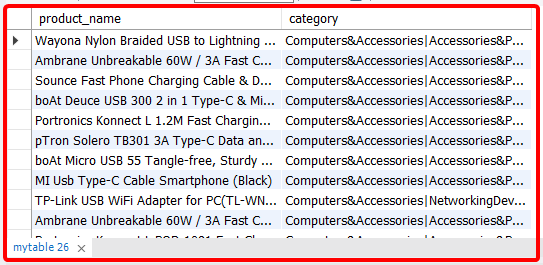 product_name category
Wayona Nylon Braided USB to Lightning ... Computers&Accessories|Accessories&P...
Ambrane Unbreakable 60W / 3A Fast C... Computers&Accessories|Accessories&P...
Sounce Fast Phone Charging Cable & D... Computers&Accessories|Accessories&P...
boAt Deuce USB 300 2 in 1 Type-C & Mi... Computers&Accessories|Accessories&P...
Portronics Konnect L 1.2M Fast Chargin... Computers&Accessories|Accessories&P...
pTron Solero TB301 3A Type-C Data an... Computers&Accessories|Accessories&P...
boAt Micro USB 55 Tangle-free, Sturdy ... Computers&Accessories|Accessories&P...
MI Usb Type-C Cable Smartphone (Black) Computers&Accessories|Accessories&P...
TP-Link USB WiFi Adapter for PC(TL-WN... Computers&Accessories|NetworkingDev...
Ambrane Unbreakable 60W / 3A Fast C... Computers&Accessories|Accessories&P...
Computers&Accessories|Accessories&P...
mytable 26